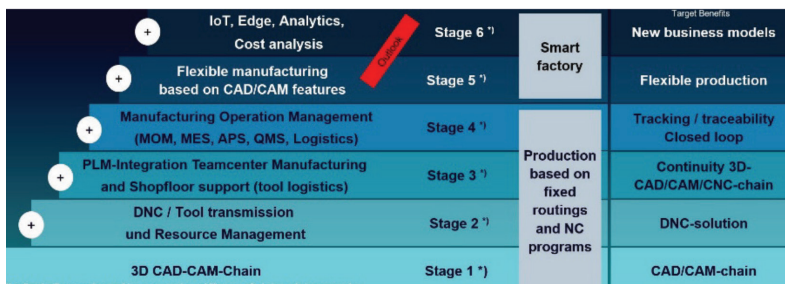 Target Benefits
IoT, Edge, Analytics,
Cost analysis
Stage 6 *)
Outlook
Smart
factory
New business models
+
Flexible manufacturing
based on CAD/CAM features
Stage 5 *)
Flexible production
+
Manufacturing Operation Management
(MOM, MES, APS, QMS, Logistics)
Stage 4 *)
Tracking / traceability
Closed loop
+
PLM-Integration Teamcenter Manufacturing
and Shopfloor support (tool logistics)
Stage 3 *)
Production
based on
fixed
routings
and NC
programs
Continuity 3D-
CAD/CAM/CNC-chain
+
DNC / Tool transmission
und Resource Management
Stage 2 *)
DNC-solution
+
3D CAD-CAM-Chain
Stage 1 *)
CAD/CAM-chain